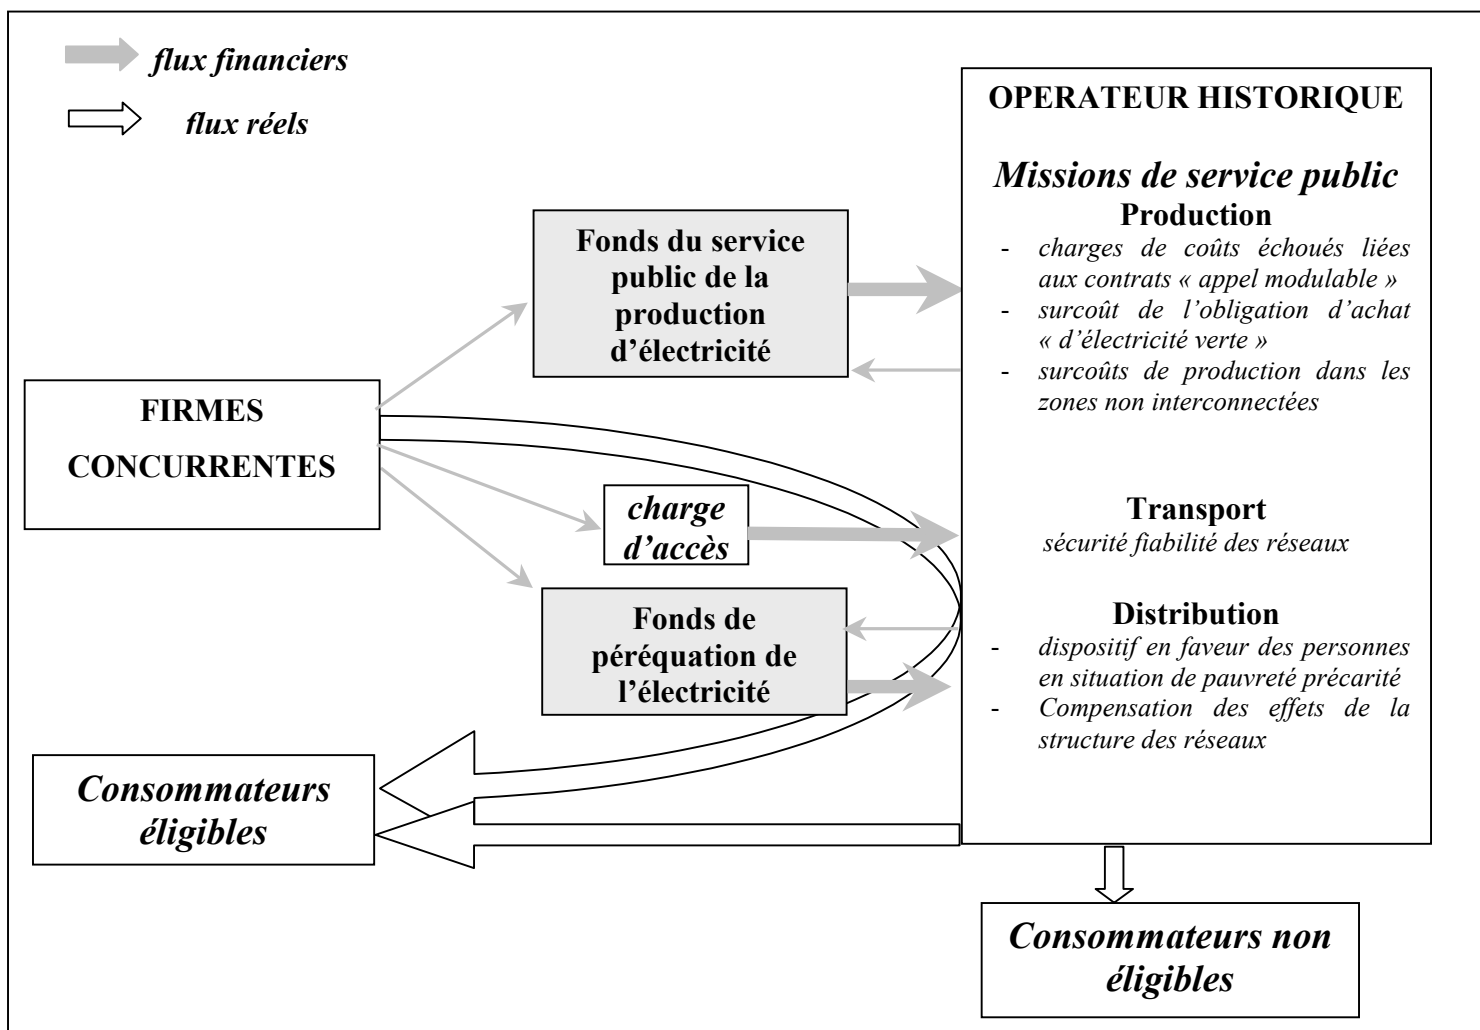 flux financiers
flux réels
OPERATEUR HISTORIQUE
Missions de service public
Production
- charges de coûts échoués liées
aux contrats « appel modulable »
- surcoût de l’obligation d’achat
« d’électricité verte »
- surcoûts de production dans les
zones non interconnectées
Transport
sécurité fiabilité des réseaux
Distribution
- dispositif en faveur des personnes
en situation de pauvreté précarité
- Compensation des effets de la
structure des réseaux
Fonds du service
public de la
production
d’électricité
FIRMES
CONCURRENTES
charge
d’accès
Fonds de
péréquation de
l’électricité
Consommateurs
éligibles
Consommateurs non
éligibles